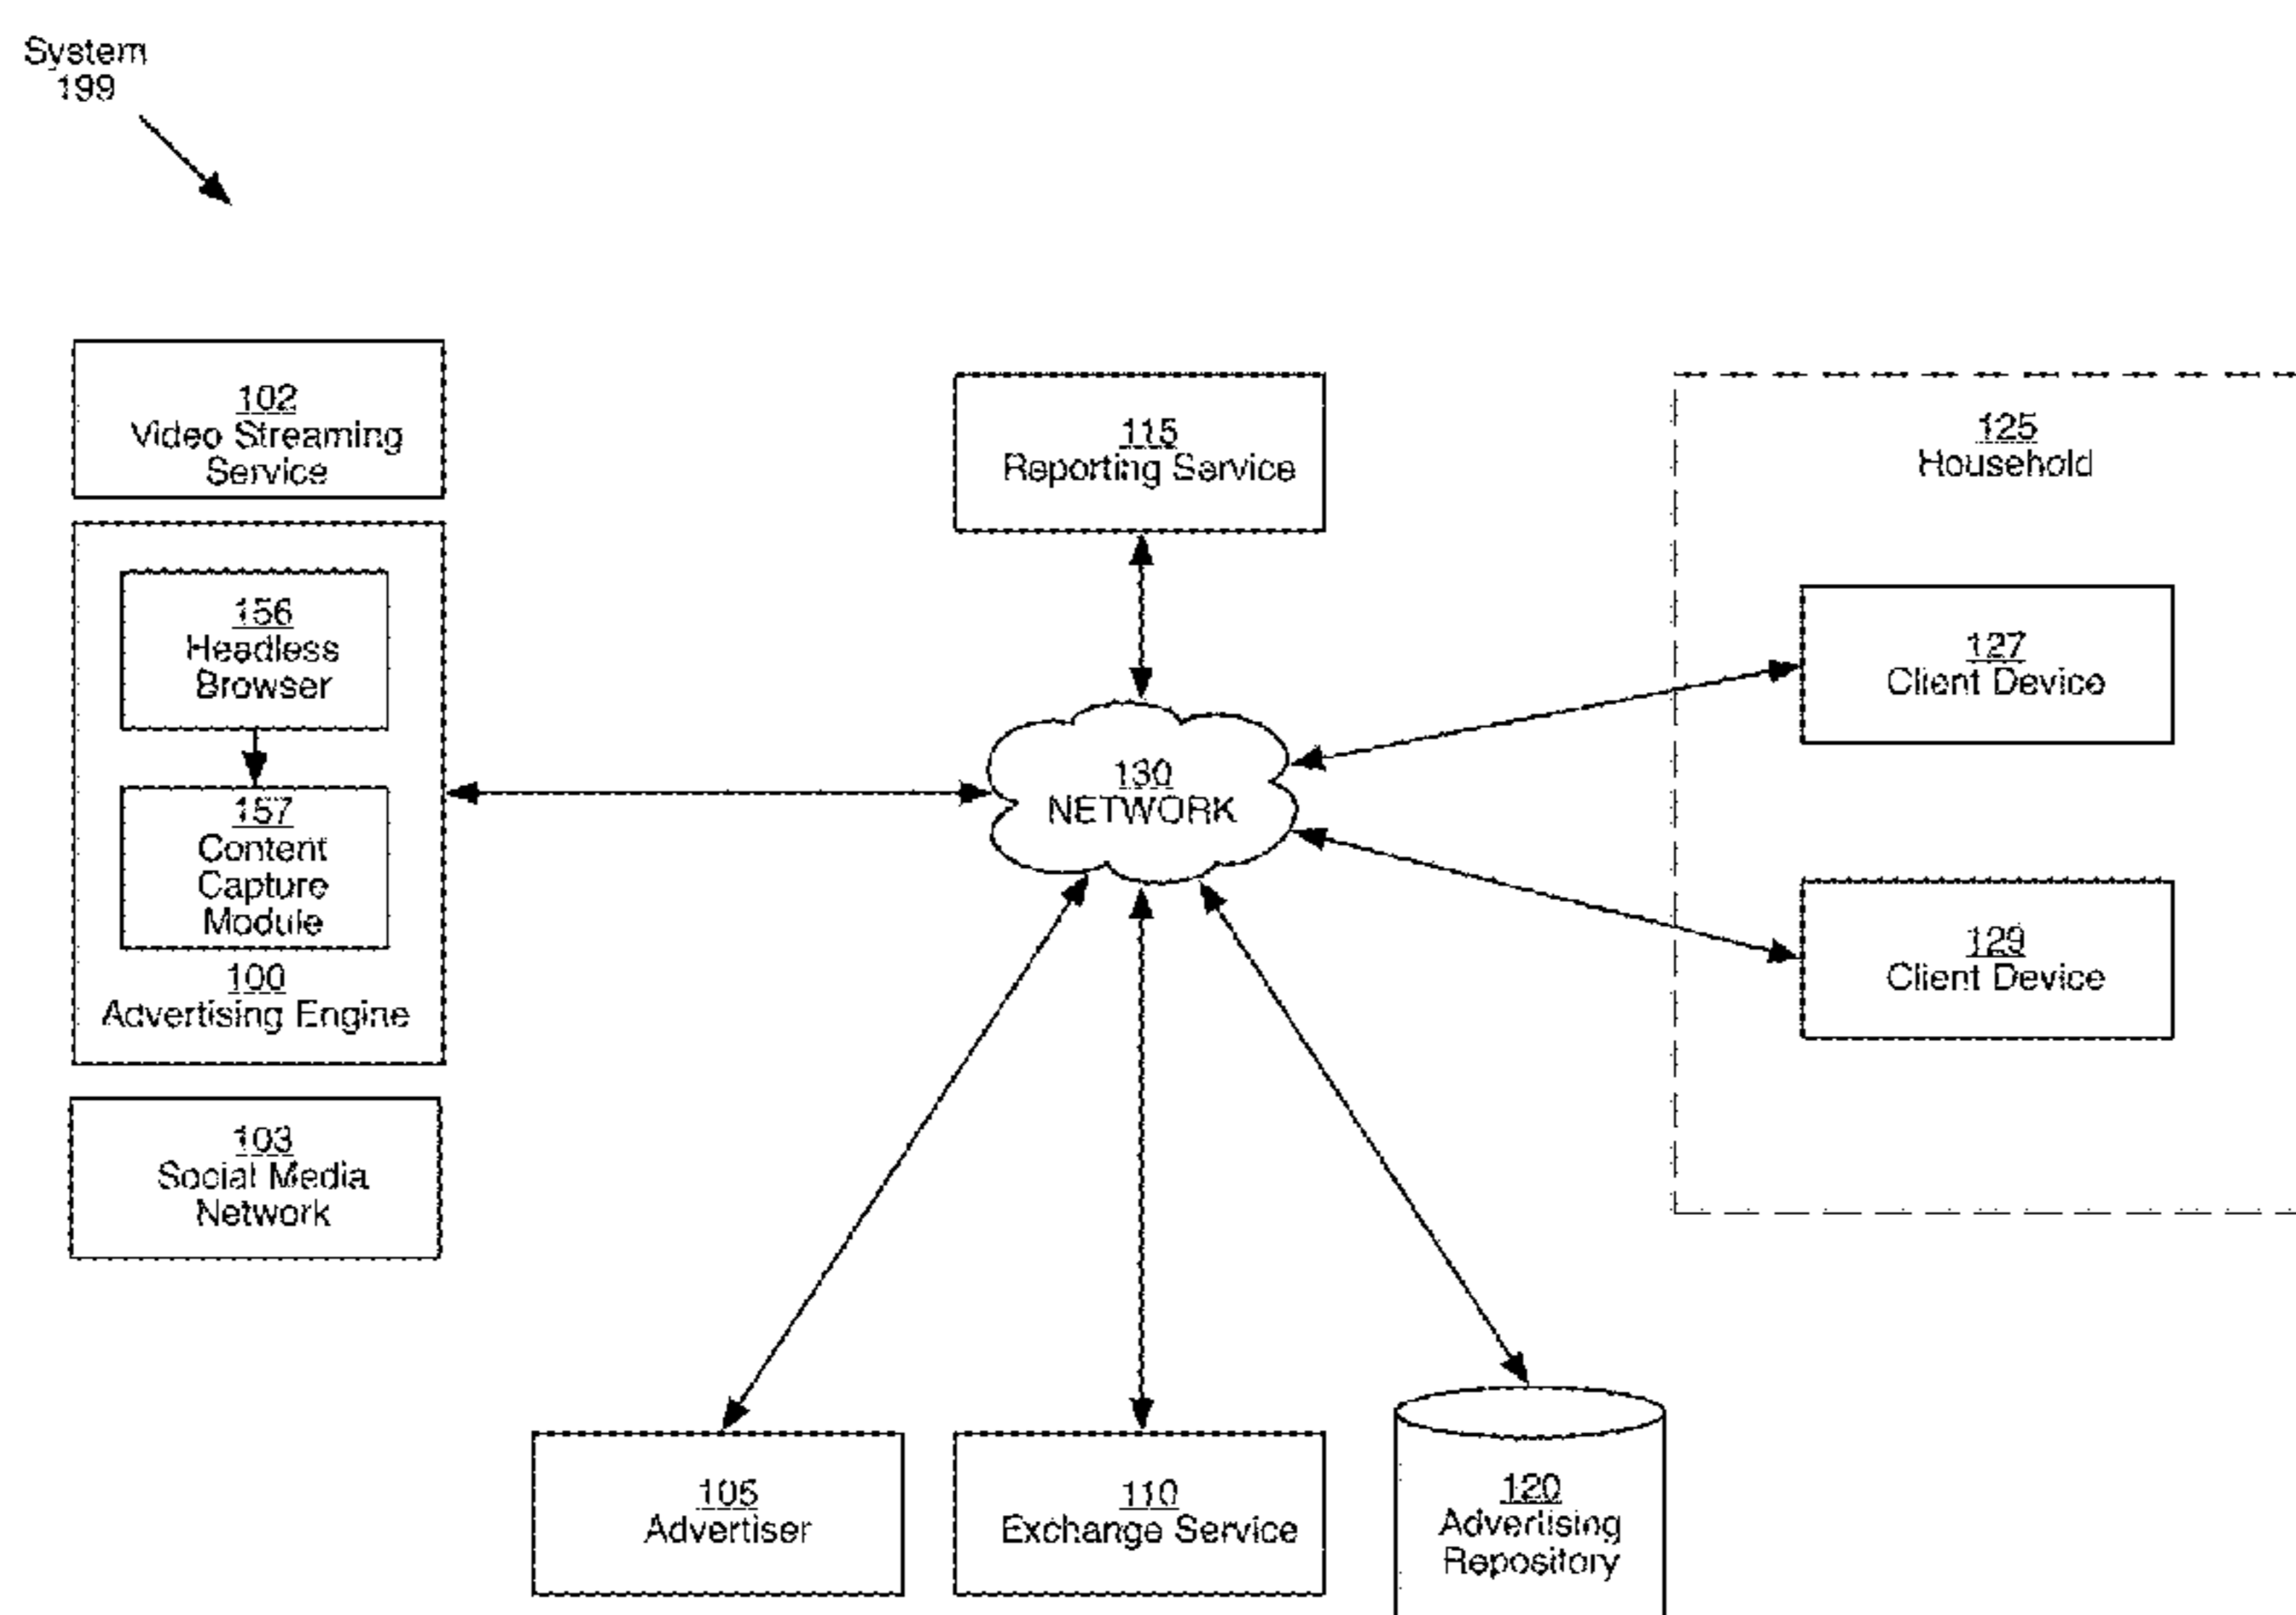 System
199
102
Video Streaming
Service
156
Headless
Browser
157
Content
Capture
Module
100
Advertising Engine
103
Social Media
Network
115
Reporting Service
130
NETWORK
125
Household
127
Client Device
129
Client Device
105
Advertiser
110
Exchange Service
120
Advertising
Repository